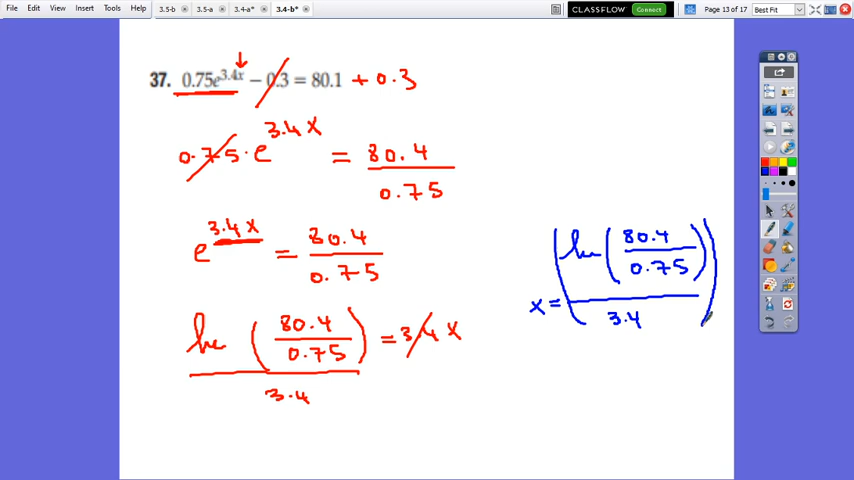 File Edit View Insert Tools Help 3.5-b 3.5-a 3.4-a* 3.4-b* CLASSFLOW Connect Page 13 of 17 Best Fit
37. 0.75e^3.4x − 0.3 = 80.1 + 0.3
0.75 · e^3.4x = 80.4 / 0.75
e^3.4x = 80.4 / 0.75
ln (80.4 / 0.75) / 3.4 = 3.4 x
x = (ln (80.4 / 0.75) / 3.4)